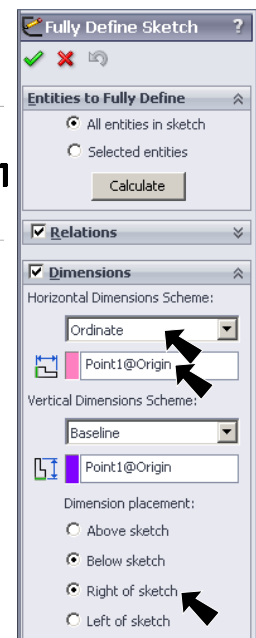 Fully Define Sketch ?
Entities to Fully Define
All entities in sketch
Selected entities
Calculate
Relations
Dimensions
Horizontal Dimensions Scheme:
Ordinate
Point1@Origin
Vertical Dimensions Scheme:
Baseline
Point1@Origin
Dimension placement:
Above sketch
Below sketch
Right of sketch
Left of sketch